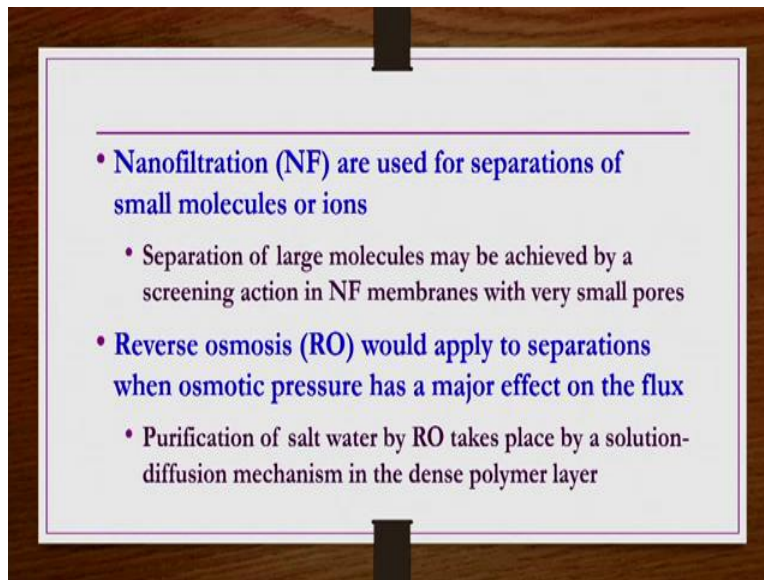 • Nanofiltration (NF) are used for separations of
small molecules or ions
• Separation of large molecules may be achieved by a
screening action in NF membranes with very small pores
• Reverse osmosis (RO) would apply to separations
when osmotic pressure has a major effect on the flux
• Purification of salt water by RO takes place by a solution-
diffusion mechanism in the dense polymer layer